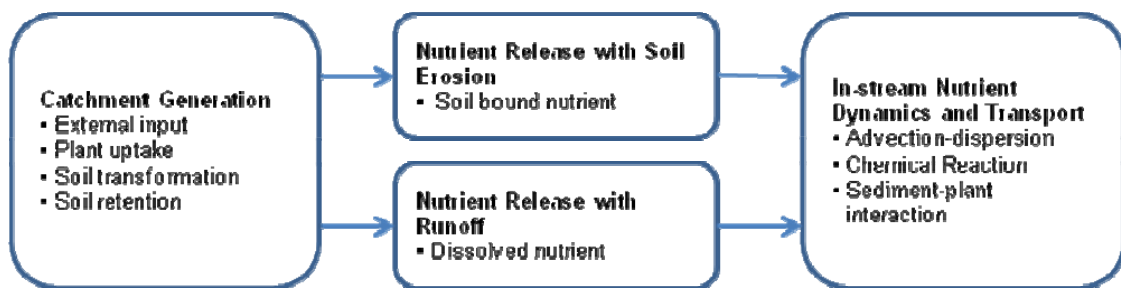 Catchment Generation
▪ External input
▪ Plant uptake
▪ Soil transformation
▪ Soil retention
Nutrient Release with Soil
Erosion
▪ Soil bound nutrient
Nutrient Release with
Runoff
▪ Dissolved nutrient
In-stream Nutrient
Dynamics and Transport
▪ Advection-dispersion
▪ Chemical Reaction
▪ Sediment-plant
interaction